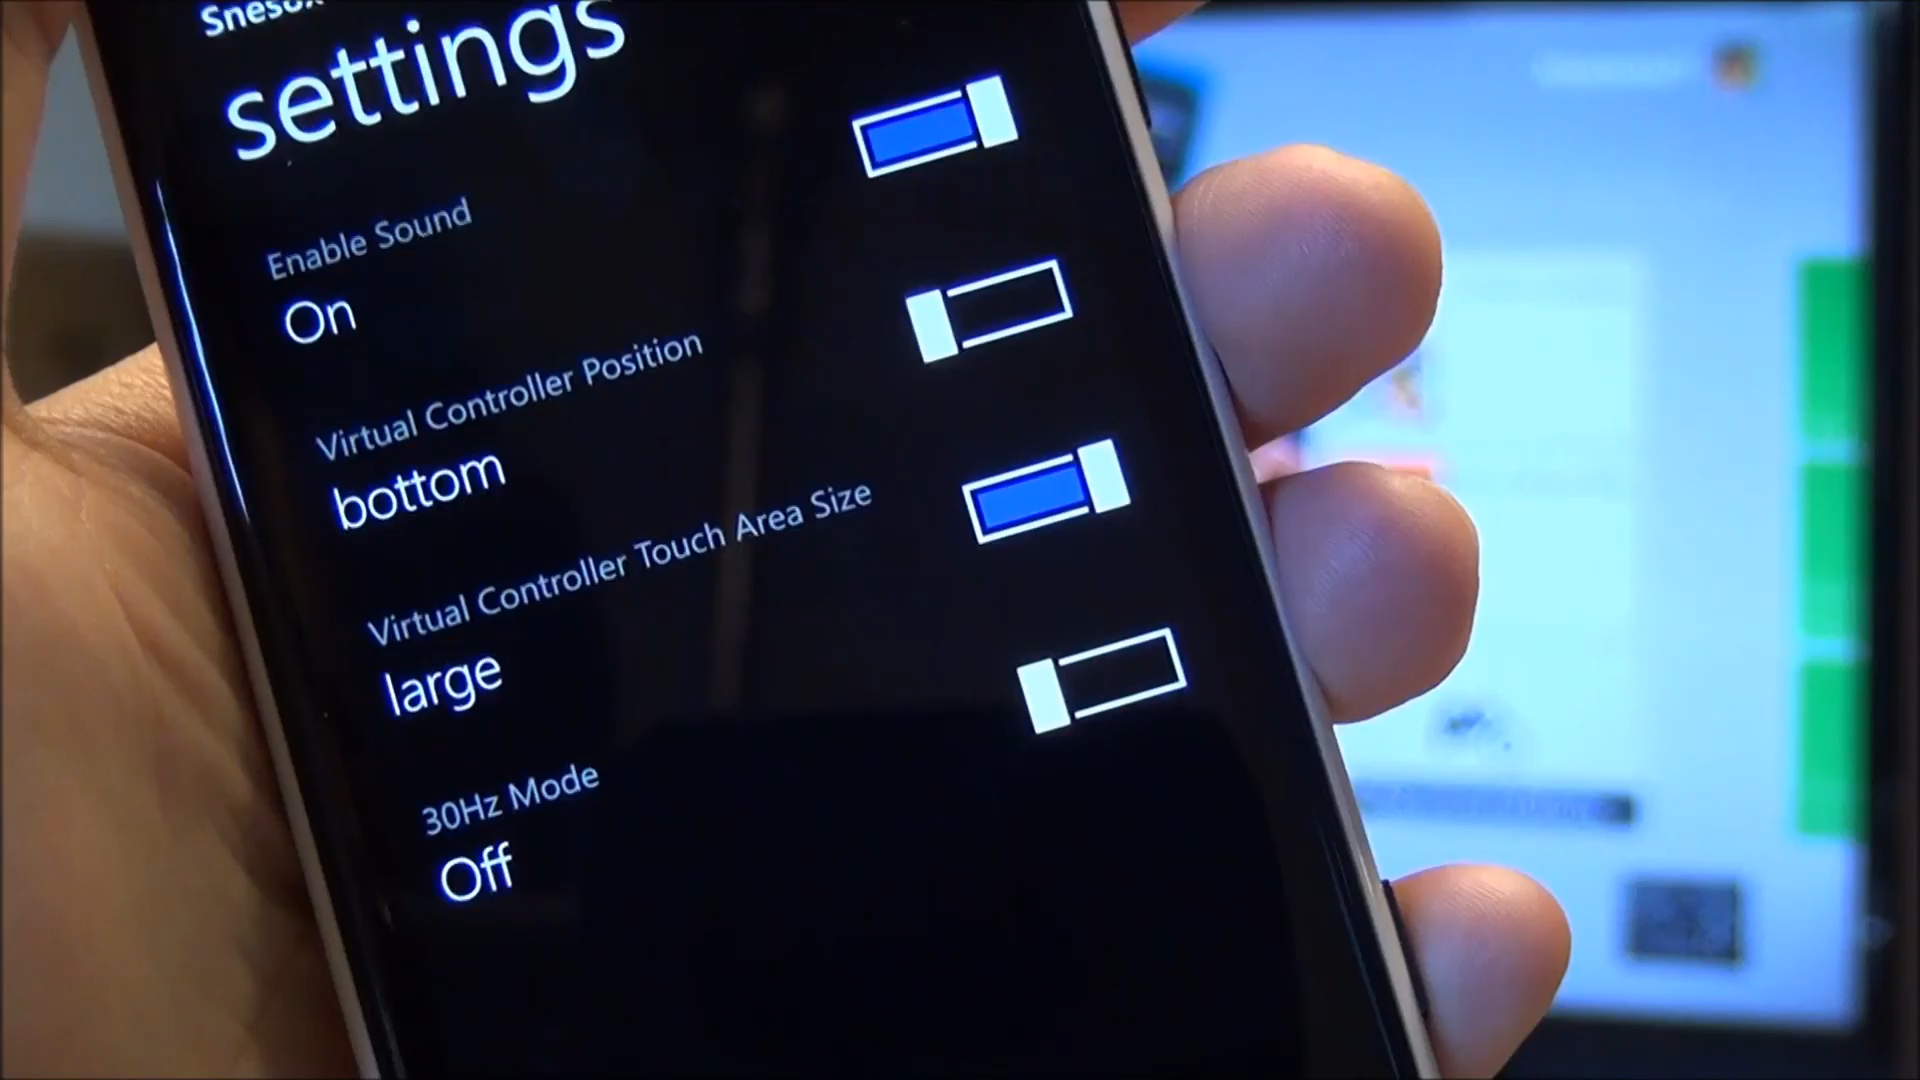 settings
Enable Sound
On
Virtual Controller Position
bottom
Virtual Controller Touch Area Size
large
30Hz Mode
Off